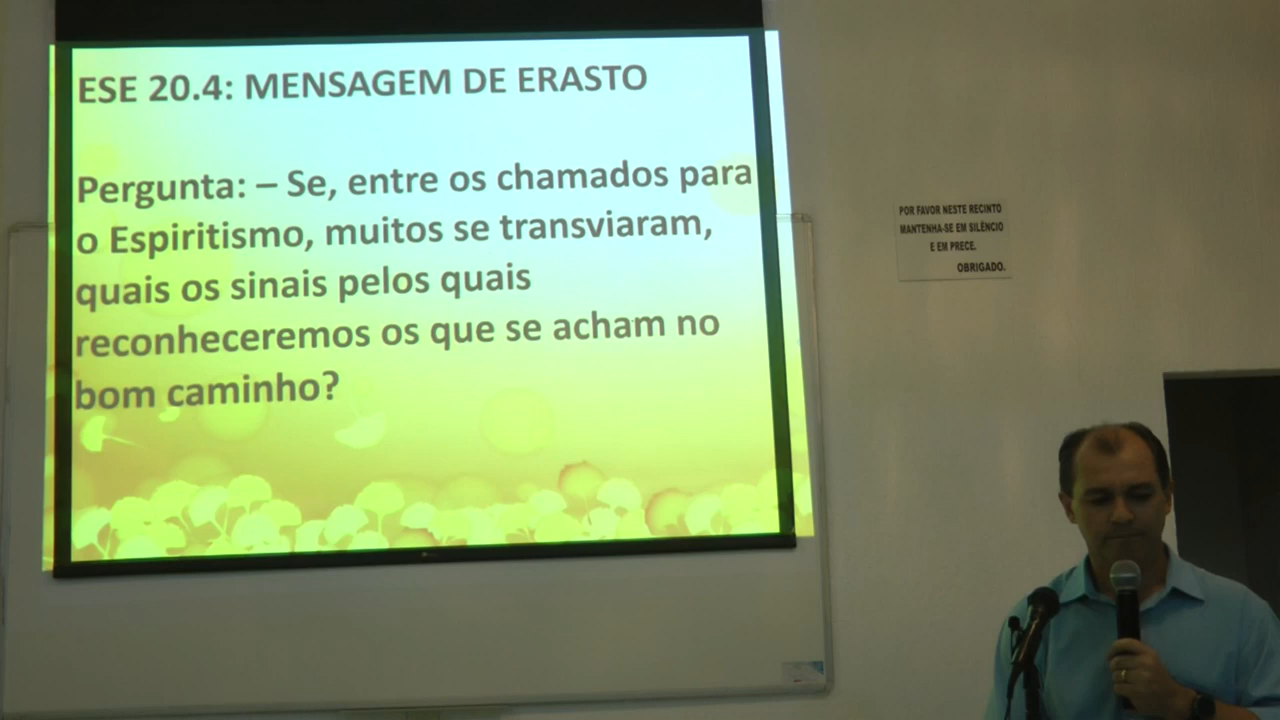 ESE 20.4: MENSAGEM DE ERASTO
Pergunta: – Se, entre os chamados para
o Espiritismo, muitos se transviaram,
quais os sinais pelos quais
reconheceremos os que se acham no
bom caminho?
POR FAVOR NESTE RECINTO
MANTENHA-SE EM SILÊNCIO
E EM PRECE.
OBRIGADO.